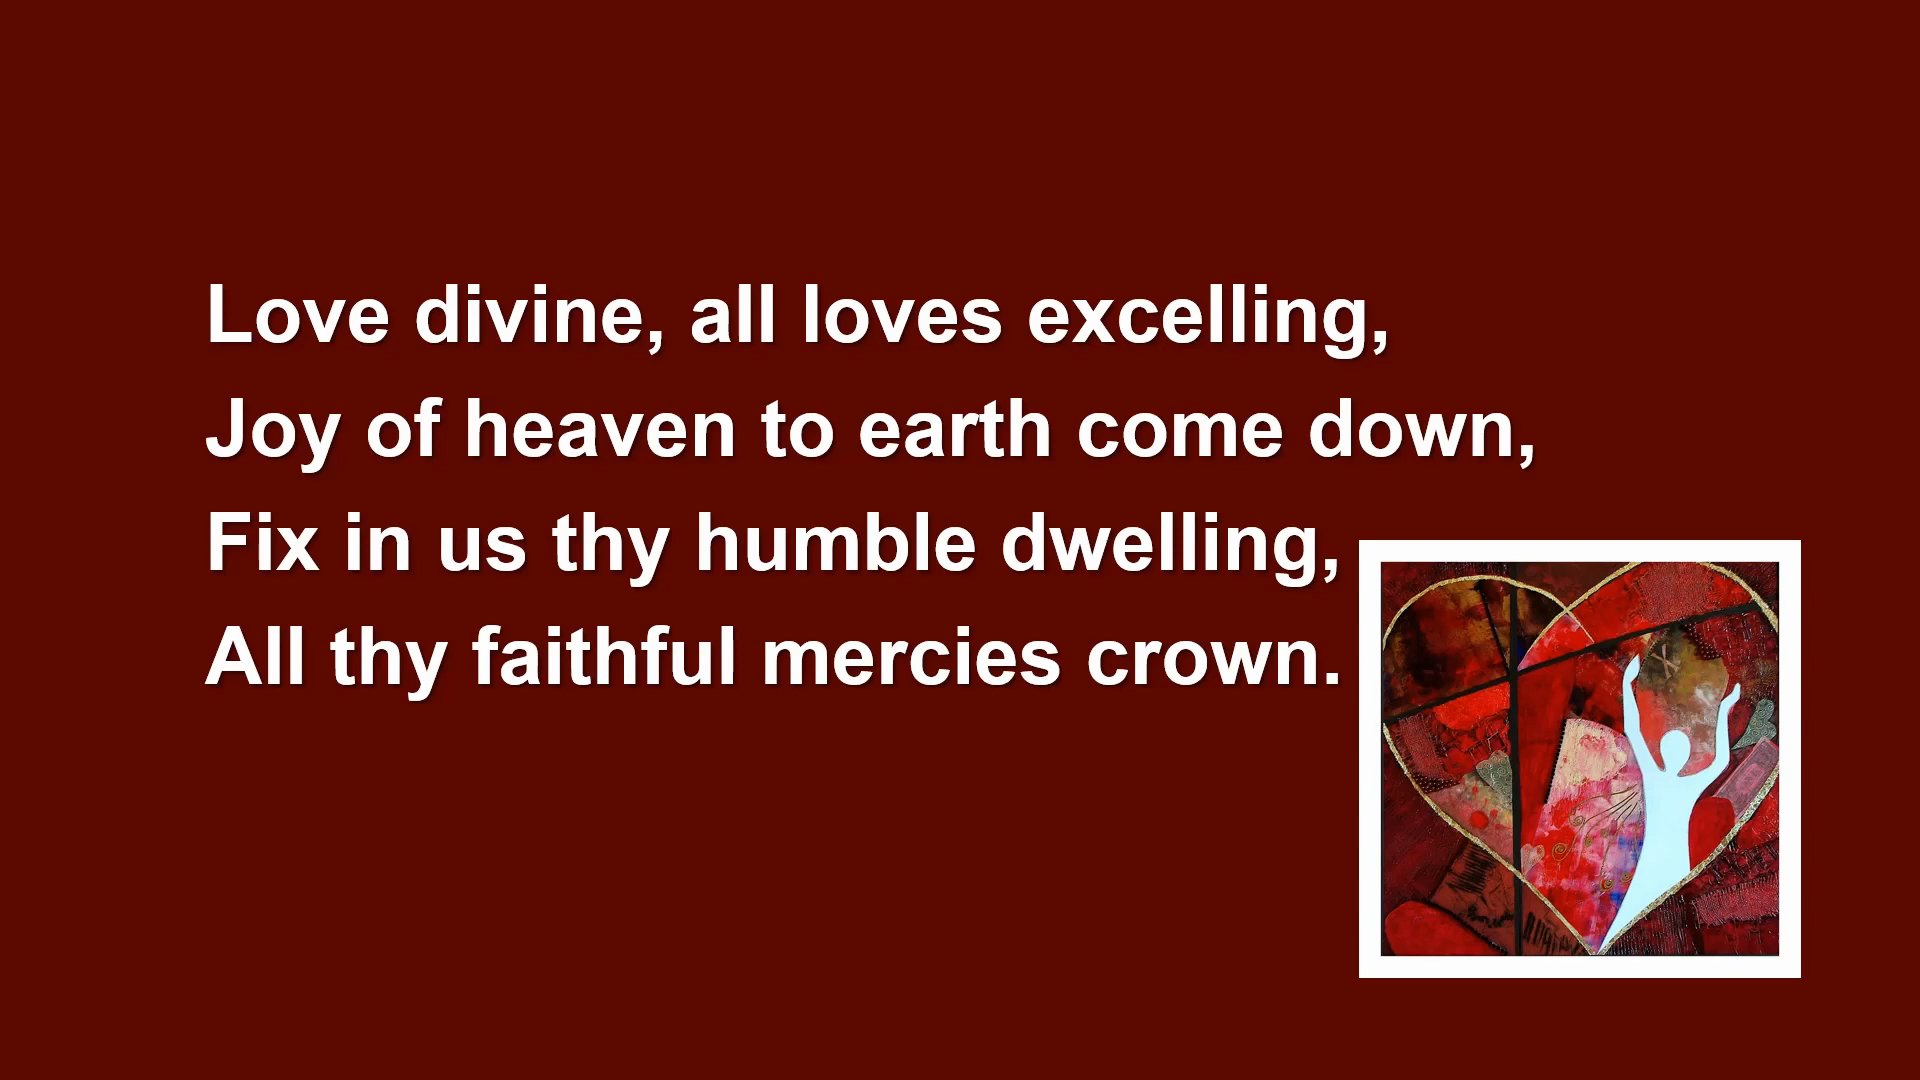 Love divine, all loves excelling,
Joy of heaven to earth come down,
Fix in us thy humble dwelling,
All thy faithful mercies crown.